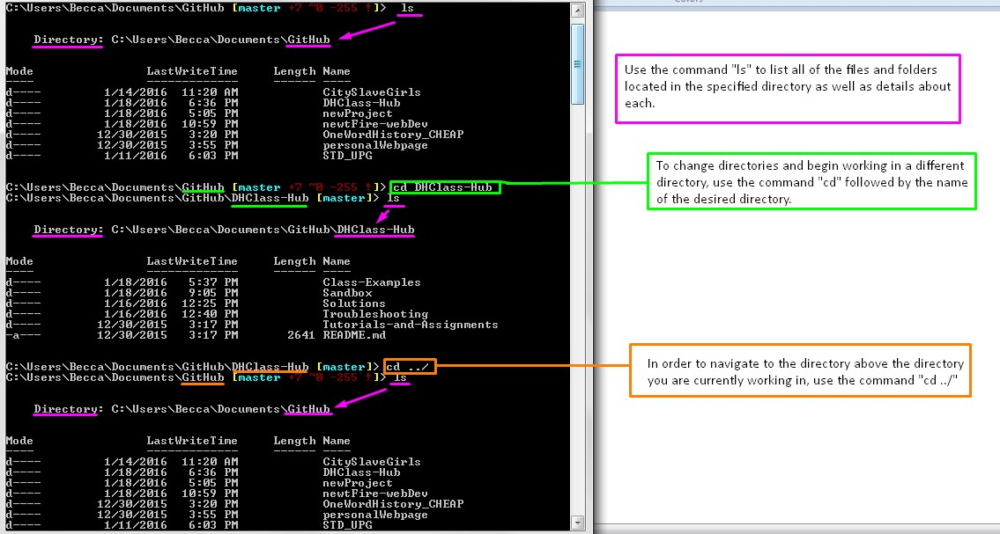 Colors
C:\Users\Becca\Documents\GitHub [master +7 ~0 -255 !]> ls
Directory: C:\Users\Becca\Documents\GitHub
Mode LastWriteTime Length Name
---- ------------- ------ ----
d---- 1/14/2016 11:20 AM CitySlaveGirls
d---- 1/18/2016 6:36 PM DHClass-Hub
d---- 1/18/2016 5:05 PM newProject
d---- 1/18/2016 10:59 PM newtFire-webDev
d---- 12/30/2015 3:20 PM OneWordHistory_CHEAP
d---- 12/30/2015 3:55 PM personalWebpage
d---- 1/11/2016 6:03 PM STD_UPG
Use the command "ls" to list all of the files and folders
located in the specified directory as well as details about
each.
C:\Users\Becca\Documents\GitHub [master +7 ~0 -255 !]> cd DHClass-Hub
C:\Users\Becca\Documents\GitHub\DHClass-Hub [master]> ls
To change directories and begin working in a different
directory, use the command "cd" followed by the name
of the desired directory.
Directory: C:\Users\Becca\Documents\GitHub\DHClass-Hub
Mode LastWriteTime Length Name
---- ------------- ------ ----
d---- 1/18/2016 5:37 PM Class-Examples
d---- 1/18/2016 9:05 PM Sandbox
d---- 1/16/2016 12:25 PM Solutions
d---- 1/16/2016 12:40 PM Troubleshooting
d---- 12/30/2015 3:17 PM Tutorials-and-Assignments
-a--- 12/30/2015 3:17 PM 2641 README.md
C:\Users\Becca\Documents\GitHub\DHClass-Hub [master]> cd ../
C:\Users\Becca\Documents\GitHub [master +7 ~0 -255 !]> ls
In order to navigate to the directory above the directory
you are currently working in, use the command "cd ../"
Directory: C:\Users\Becca\Documents\GitHub
Mode LastWriteTime Length Name
---- ------------- ------ ----
d---- 1/14/2016 11:20 AM CitySlaveGirls
d---- 1/18/2016 6:36 PM DHClass-Hub
d---- 1/18/2016 5:05 PM newProject
d---- 1/18/2016 10:59 PM newtFire-webDev
d---- 12/30/2015 3:20 PM OneWordHistory_CHEAP
d---- 12/30/2015 3:55 PM personalWebpage
d---- 1/11/2016 6:03 PM STD_UPG